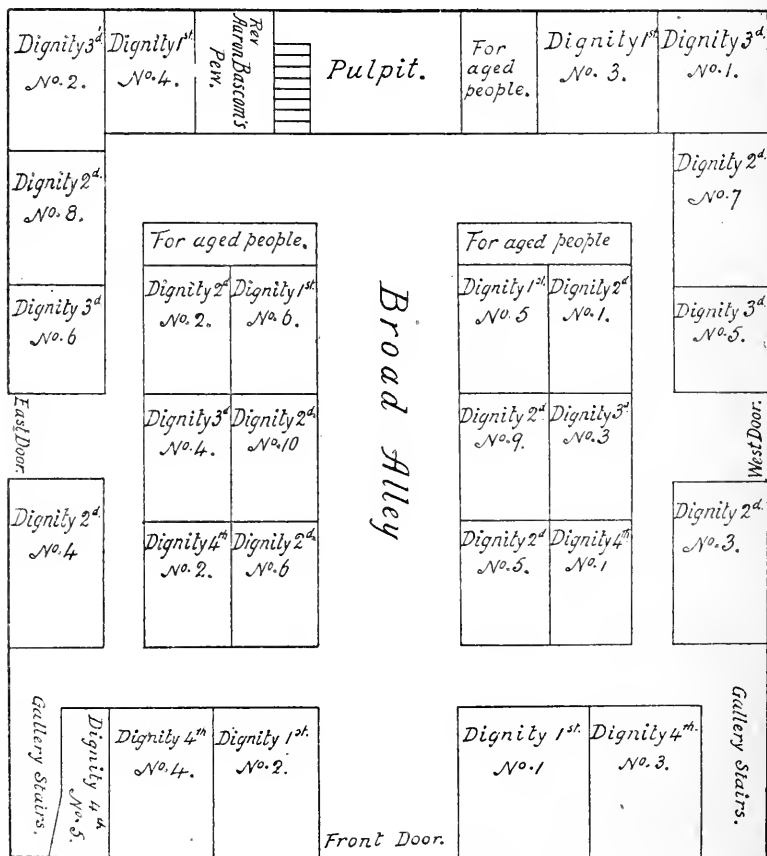 Dignity 3d.
No. 2.
Dignity 1st.
No. 4.
Rev
Aaron Bascom's
Pew.
Pulpit.
For
aged
people.
Dignity 1st.
No. 3.
Dignity 3d.
No. 1.
Dignity 2d.
No. 8.
Dignity 2d.
No. 7
For aged people.
For aged people
Dignity 3d
No. 6
Dignity 2d
No. 2.
Dignity 1st.
No. 6.
Broad Alley
Dignity 1st.
No. 5
Dignity 2d
No. 1.
Dignity 3d
No. 5.
East Door.
Dignity 3d
No. 4.
Dignity 2d.
No. 10
Dignity 2d.
No. 9.
Dignity 3d
No. 3
West Door.
Dignity 2d.
No. 4
Dignity 4th
No. 2.
Dignity 2d.
No. 6
Dignity 2d
No. 5.
Dignity 4th
No. 1
Dignity 2d.
No. 3.
Gallery Stairs.
Dignity 4th
No. 5.
Dignity 4th
No. 4.
Dignity 1st.
No. 2.
Front Door.
Dignity 1st.
No. 1
Dignity 4th.
No. 3.
Gallery Stairs.